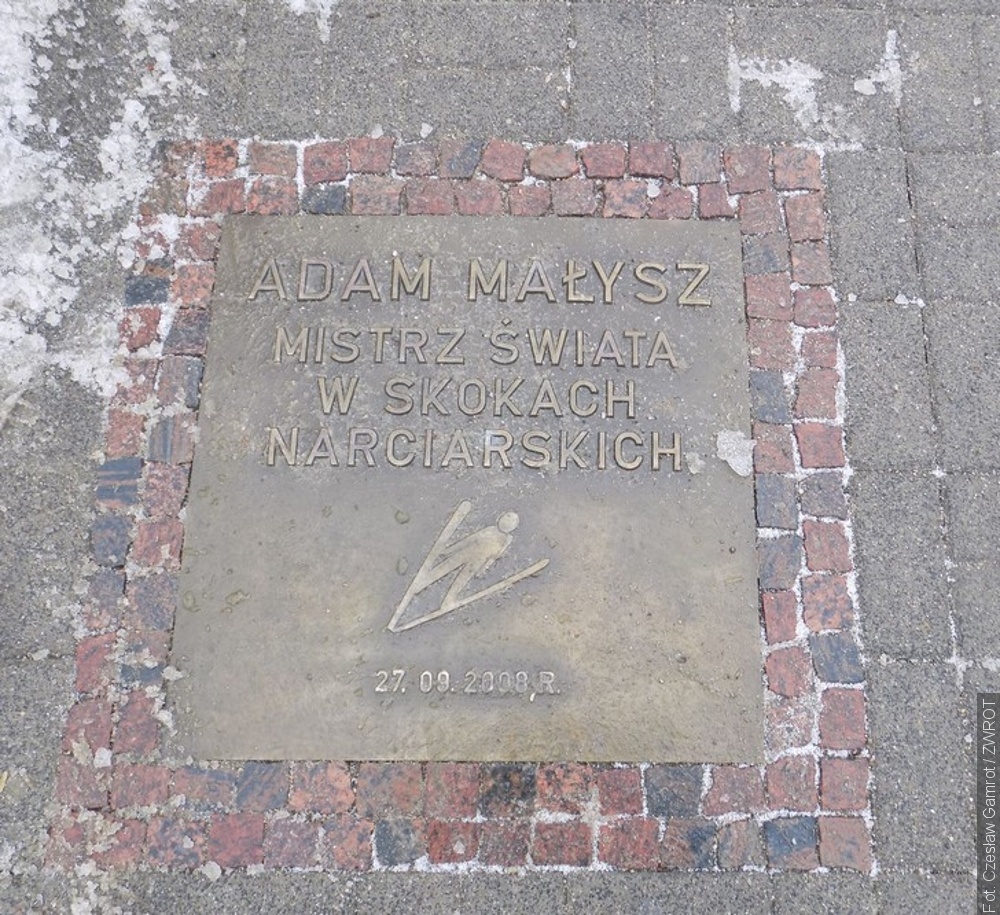 ADAM MAŁYSZ
MISTRZ ŚWIATA
W SKOKACH
NARCIARSKICH
27. 09. 2008 R.
Fot. Czesław Gamrot / ZWROT